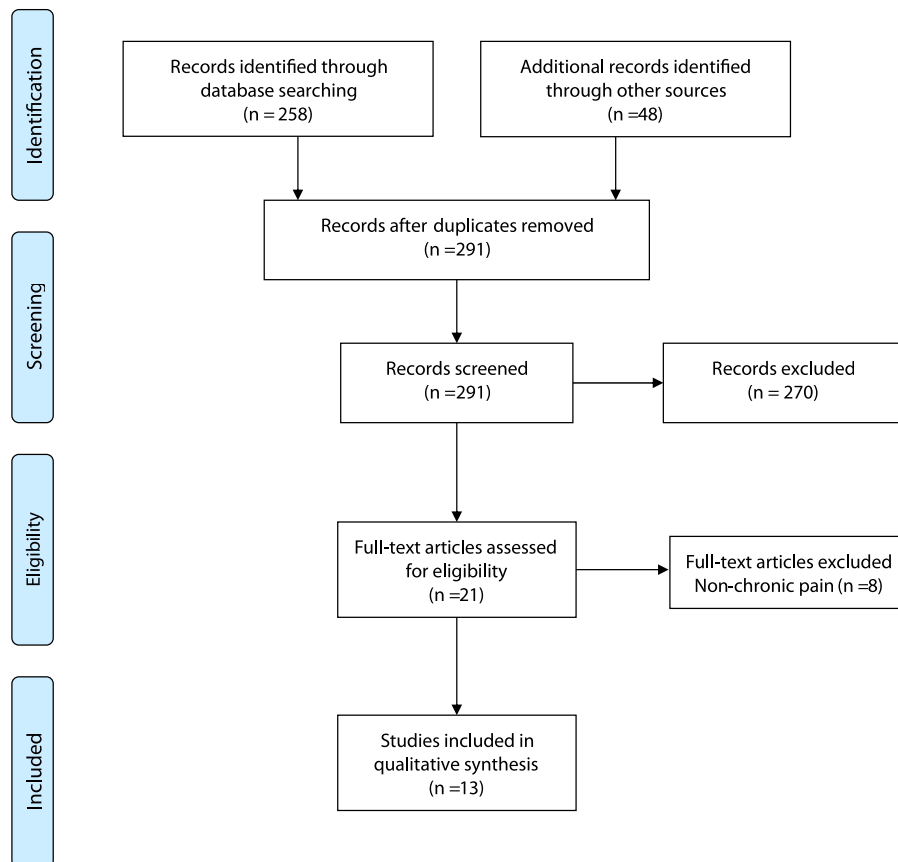 Identification
Records identified through
database searching
(n = 258)
Additional records identified
through other sources
(n =48)
Records after duplicates removed
(n =291)
Screening
Records screened
(n =291)
Records excluded
(n = 270)
Eligibility
Full-text articles assessed
for eligibility
(n =21)
Full-text articles excluded
Non-chronic pain (n =8)
Included
Studies included in
qualitative synthesis
(n =13)